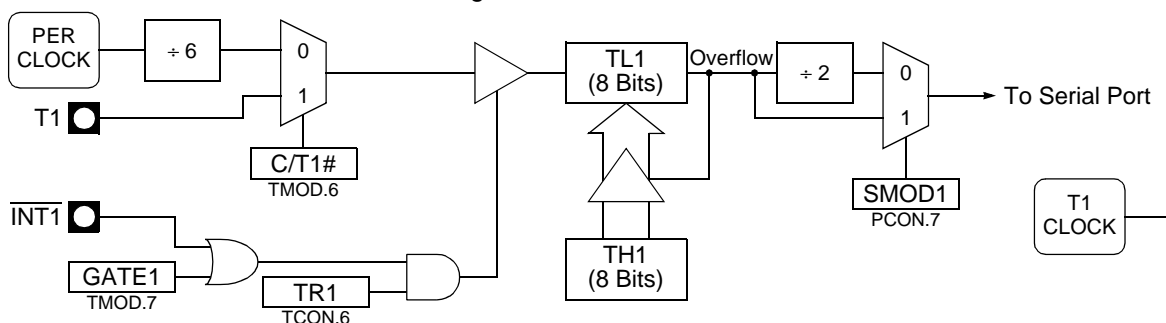 PER
CLOCK
÷ 6
0
1
T1
C/T1#
TMOD.6
INT1
GATE1
TMOD.7
TR1
TCON.6
TL1
(8 Bits)
Overflow
÷ 2
0
1
To Serial Port
SMOD1
PCON.7
TH1
(8 Bits)
T1
CLOCK